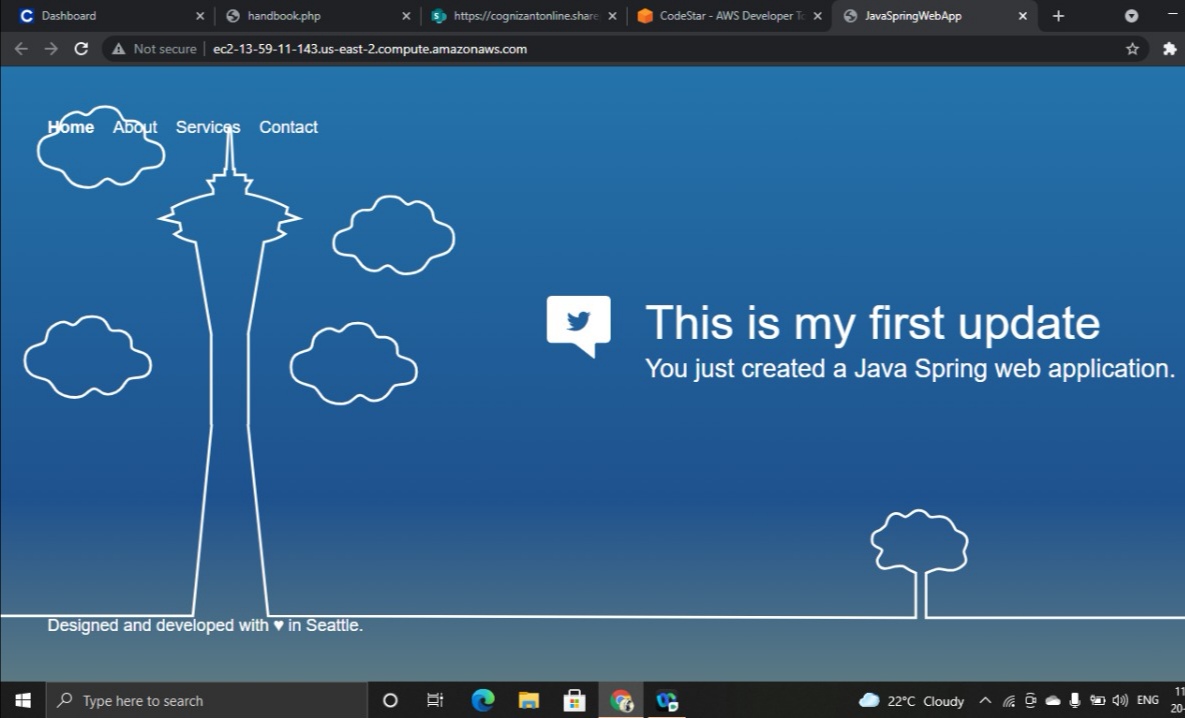 Dashboard
handbook.php
https://cognizantonline.share
CodeStar - AWS Developer To
JavaSpringWebApp
Not secure
ec2-13-59-11-143.us-east-2.compute.amazonaws.com
Home About Services Contact
This is my first update
You just created a Java Spring web application.
Designed and developed with ♥ in Seattle.
Type here to search
22°C Cloudy
ENG
11
20-